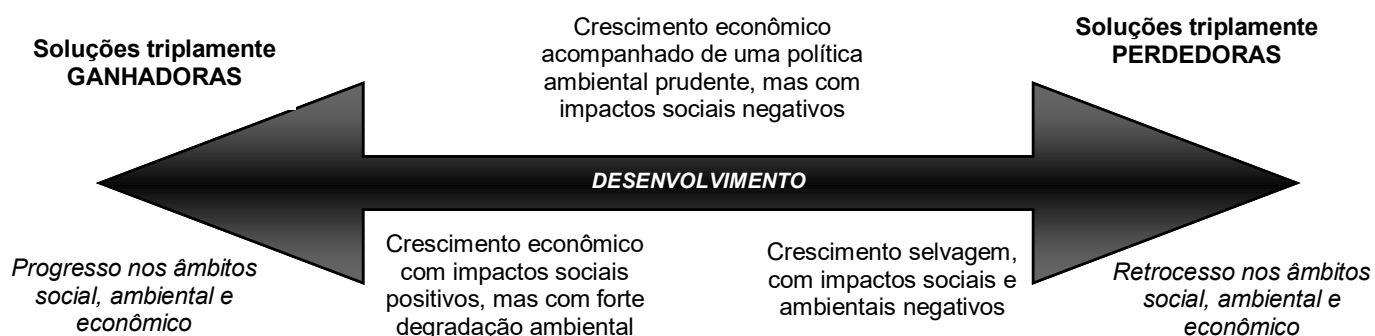 Soluções triplamente
GANHADORAS
Crescimento econômico
acompanhado de uma política
ambiental prudente, mas com
impactos sociais negativos
Soluções triplamente
PERDEDORAS
DESENVOLVIMENTO
Progresso nos âmbitos
social, ambiental e
econômico
Crescimento econômico
com impactos sociais
positivos, mas com forte
degradação ambiental
Crescimento selvagem,
com impactos sociais e
ambientais negativos
Retrocesso nos âmbitos
social, ambiental e
econômico